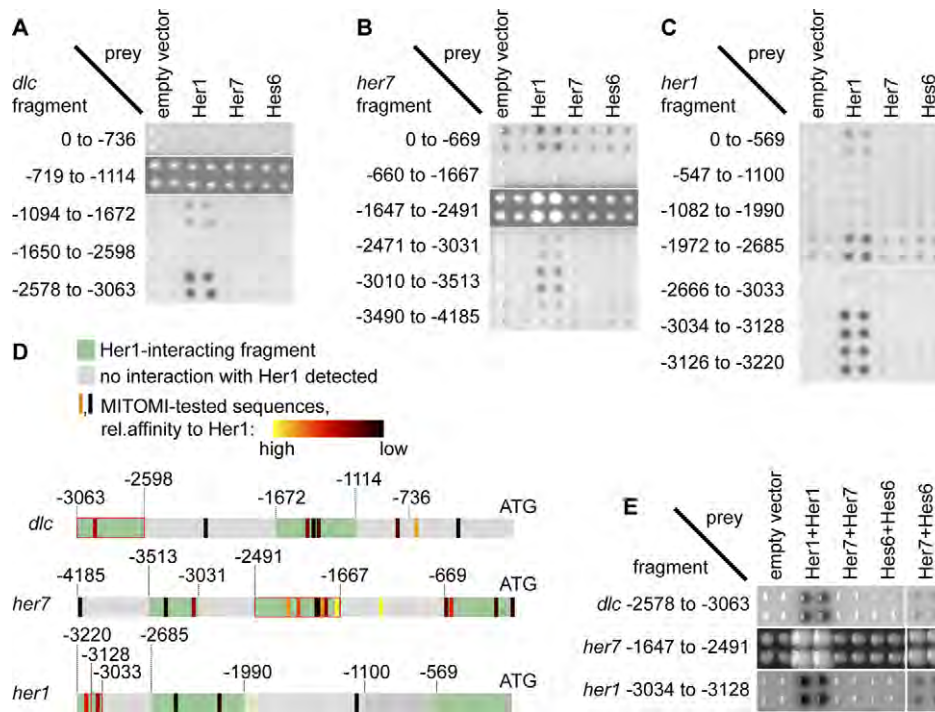 A
prey
dlc
fragment
empty vector
Her1
Her7
Hes6
0 to -736
-719 to -1114
-1094 to -1672
-1650 to -2598
-2578 to -3063
B
prey
her7
fragment
empty vector
Her1
Her7
Hes6
0 to -669
-660 to -1667
-1647 to -2491
-2471 to -3031
-3010 to -3513
-3490 to -4185
C
prey
her1
fragment
empty vector
Her1
Her7
Hes6
0 to -569
-547 to -1100
-1082 to -1990
-1972 to -2685
-2666 to -3033
-3034 to -3128
-3126 to -3220
D
Her1-interacting fragment
no interaction with Her1 detected
, MITOMI-tested sequences,
rel.affinity to Her1:
high low
-3063 -2598 -1672 -1114 -736 ATG
dlc
-4185 -3513 -3031 -2491 -1667 -669 ATG
her7
-3220 -3128 -3033 -2685 -1990 -1100 -569 ATG
her1
E
prey
fragment
empty vector
Her1+Her1
Her7+Her7
Hes6+Hes6
Her7+Hes6
dlc -2578 to -3063
her7 -1647 to -2491
her1 -3034 to -3128